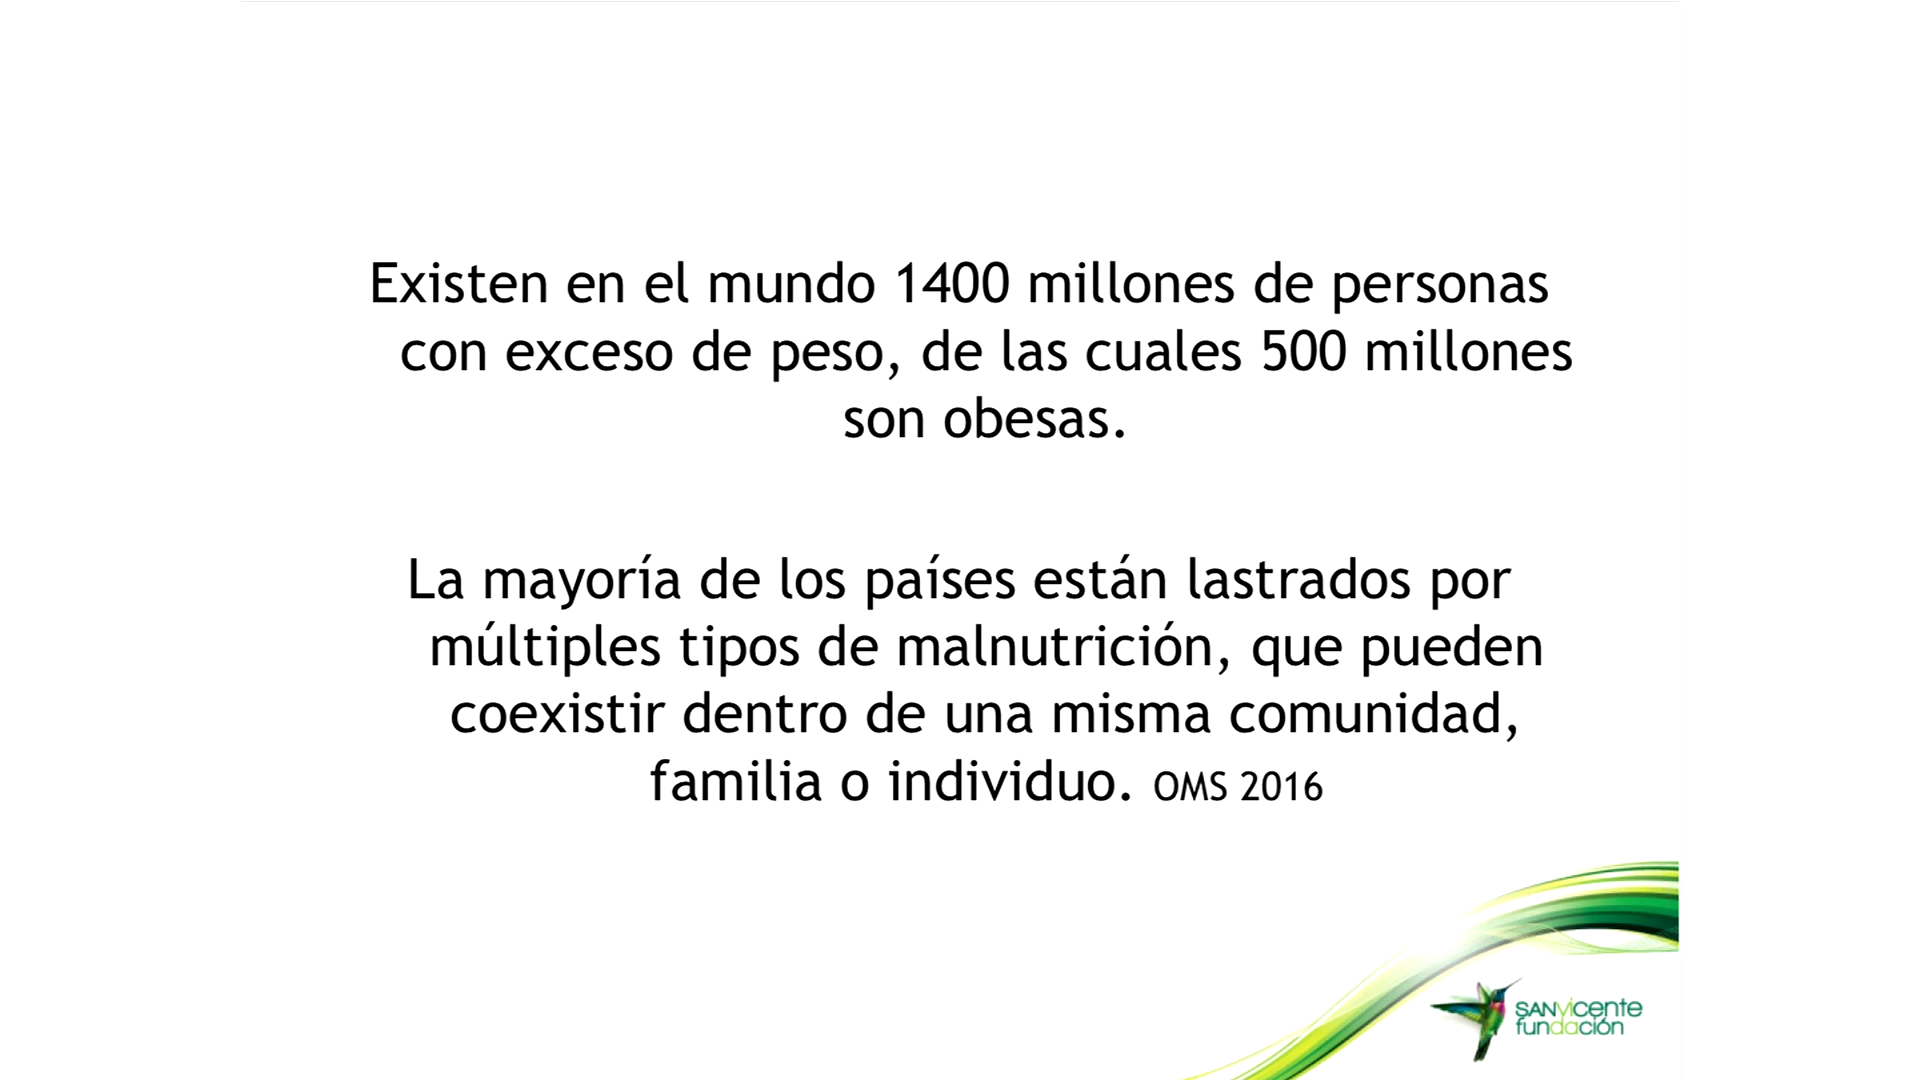 Existen en el mundo 1400 millones de personas
con exceso de peso, de las cuales 500 millones
son obesas.
La mayoría de los países están lastrados por
múltiples tipos de malnutrición, que pueden
coexistir dentro de una misma comunidad,
familia o individuo. OMS 2016
SANvicente
fundación